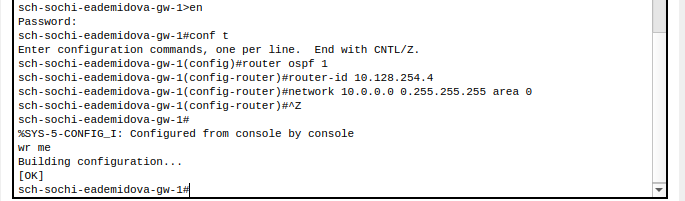 sch-sochi-eademidova-gw-1>en
Password:
sch-sochi-eademidova-gw-1#conf t
Enter configuration commands, one per line.  End with CNTL/Z.
sch-sochi-eademidova-gw-1(config)#router ospf 1
sch-sochi-eademidova-gw-1(config-router)#router-id 10.128.254.4
sch-sochi-eademidova-gw-1(config-router)#network 10.0.0.0 0.255.255.255 area 0
sch-sochi-eademidova-gw-1(config-router)#^Z
sch-sochi-eademidova-gw-1#
%SYS-5-CONFIG_I: Configured from console by console
wr me
Building configuration...
[OK]
sch-sochi-eademidova-gw-1#